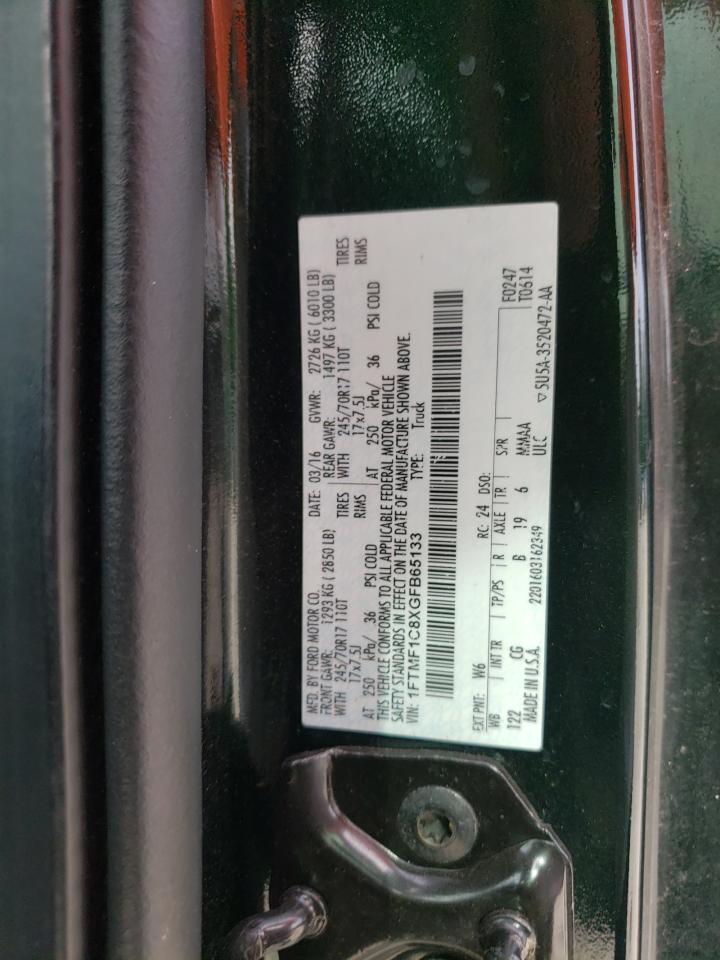 MFD. BY FORD MOTOR CO. DATE: 03/16 GVWR: 2726 KG ( 6010 LB)
FRONT GAWR: 1293 KG ( 2850 LB) REAR GAWR: 1497 KG ( 3300 LB)
WITH 245/70R17 110T TIRES WITH 245/70R17 110T TIRES
17x7.5J RIMS 17x7.5J RIMS
AT 250 kPa/ 36 PSI COLD AT 250 kPa/ 36 PSI COLD
THIS VEHICLE CONFORMS TO ALL APPLICABLE FEDERAL MOTOR VEHICLE
SAFETY STANDARDS IN EFFECT ON THE DATE OF MANUFACTURE SHOWN ABOVE.
VIN: 1FTMF1C8XGFB65133 TYPE: Truck
EXT PNT: W6 RC: 24 DSO: F0247
WB INT TR TP/PS R AXLE TR SPR T0614
122 CG B 19 6 MMAA
MADE IN U.S.A. 2201603162349 ULC ▽ 5U5A-3520472-AA